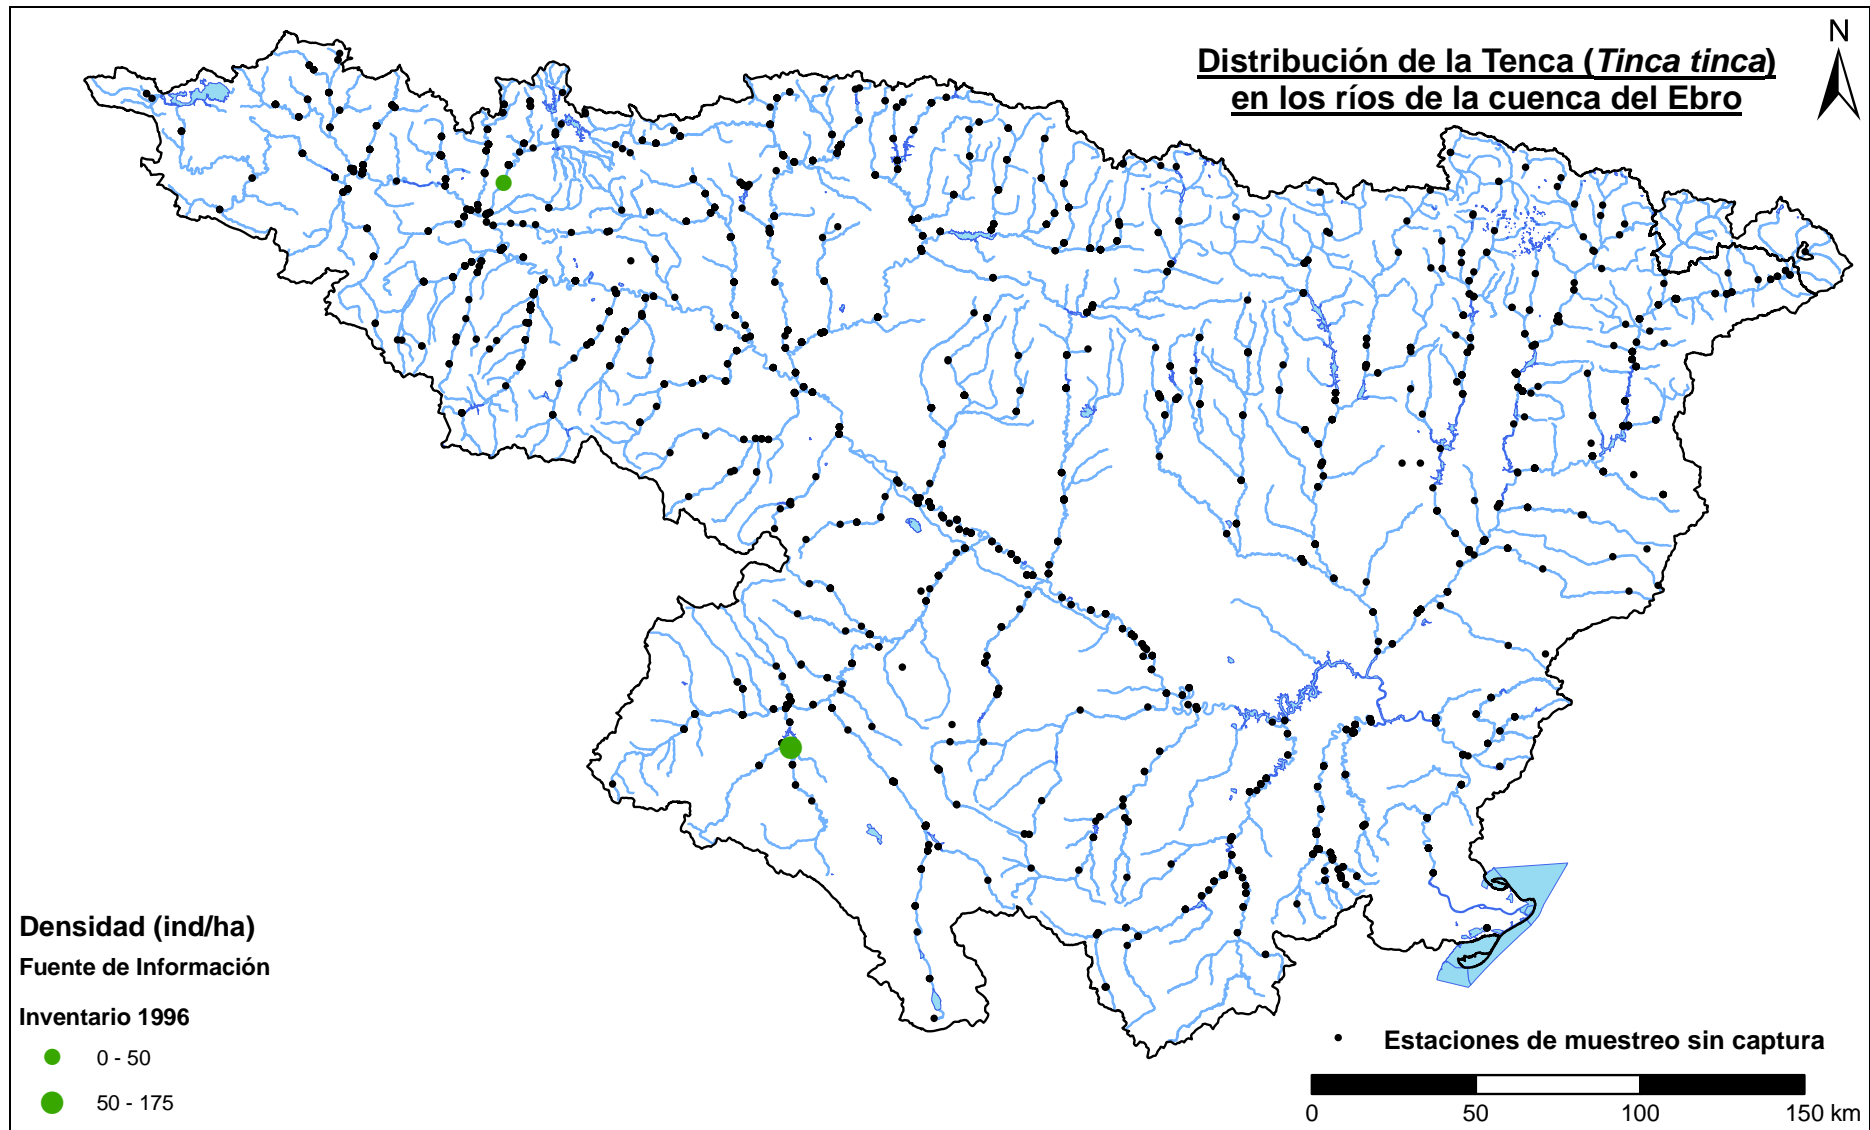 Distribución de la Tenca (Tinca tinca)
en los ríos de la cuenca del Ebro
N
Densidad (ind/ha)
Fuente de Información
Inventario 1996
0 - 50
50 - 175
Estaciones de muestreo sin captura
0 50 100 150 km